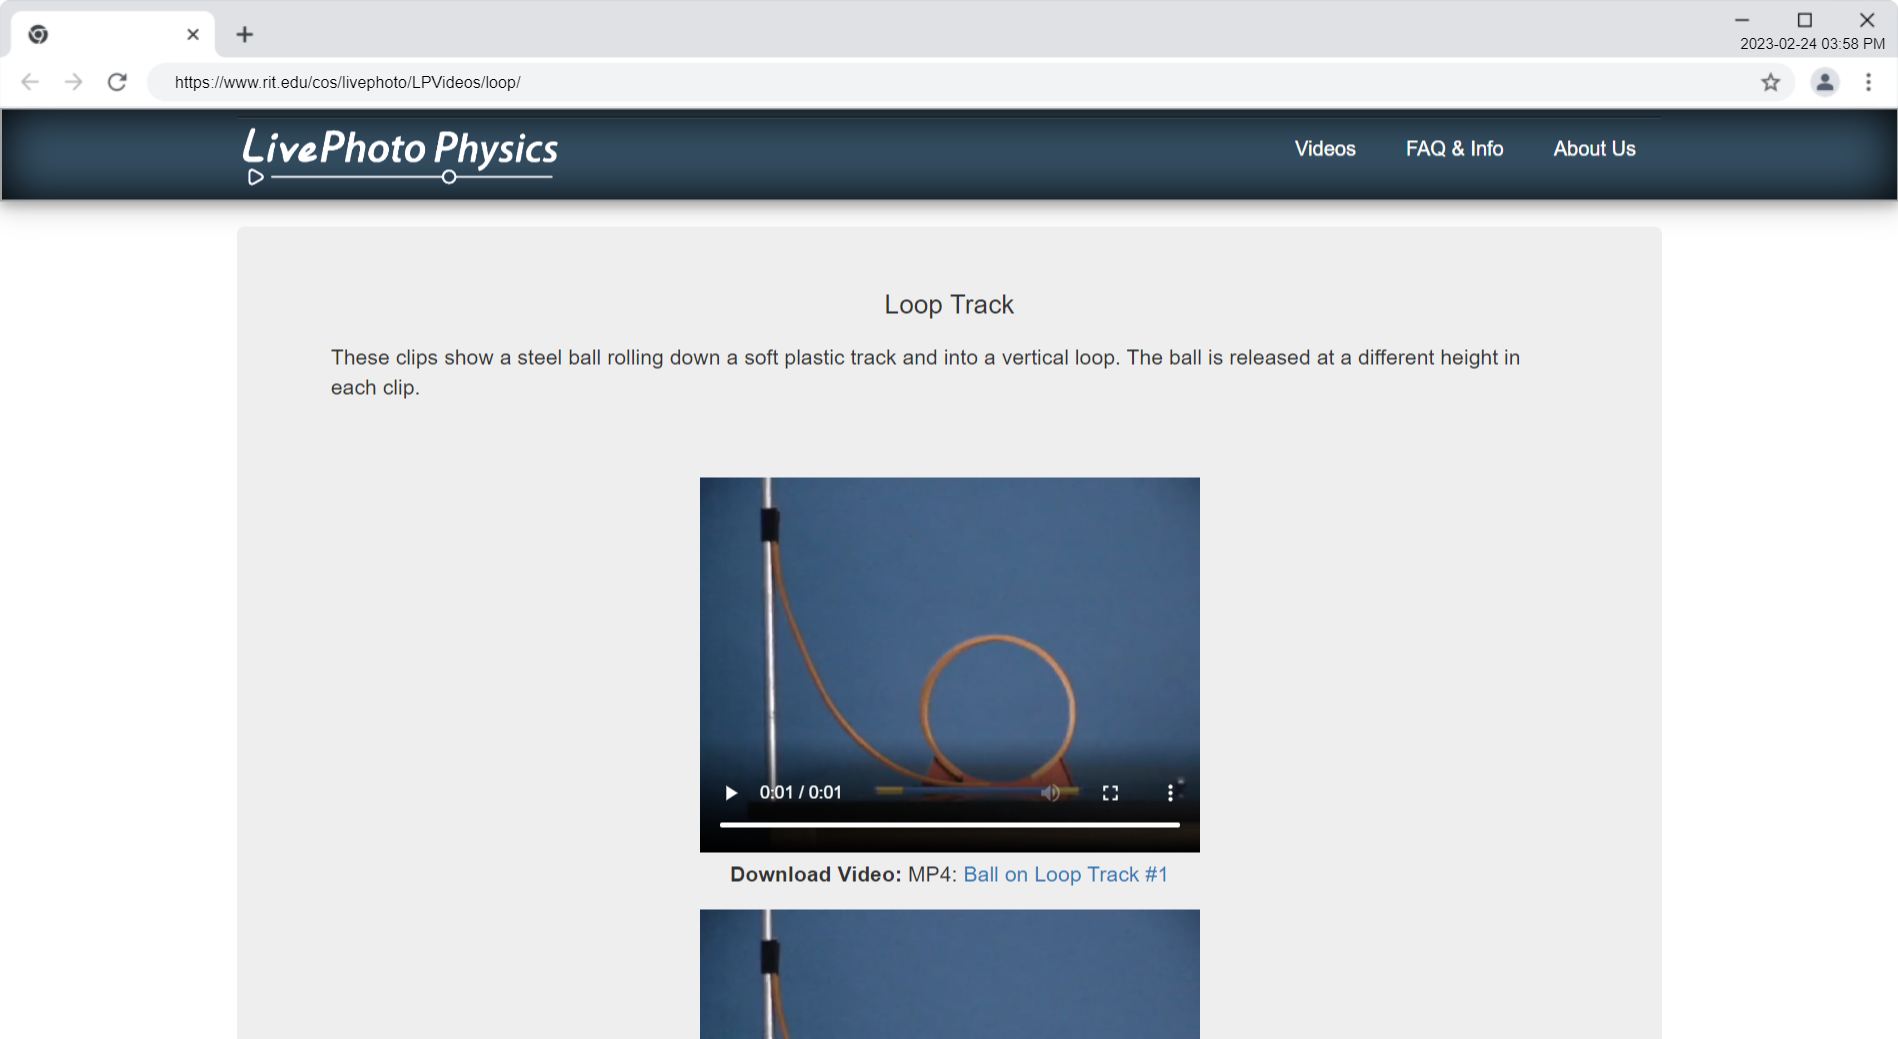 2023-02-24 03:58 PM
https://www.rit.edu/cos/livephoto/LPVideos/loop/
LivePhoto Physics
Videos
FAQ & Info
About Us
Loop Track
These clips show a steel ball rolling down a soft plastic track and into a vertical loop. The ball is released at a different height in
each clip.
0:01 / 0:01
Download Video: MP4: Ball on Loop Track #1